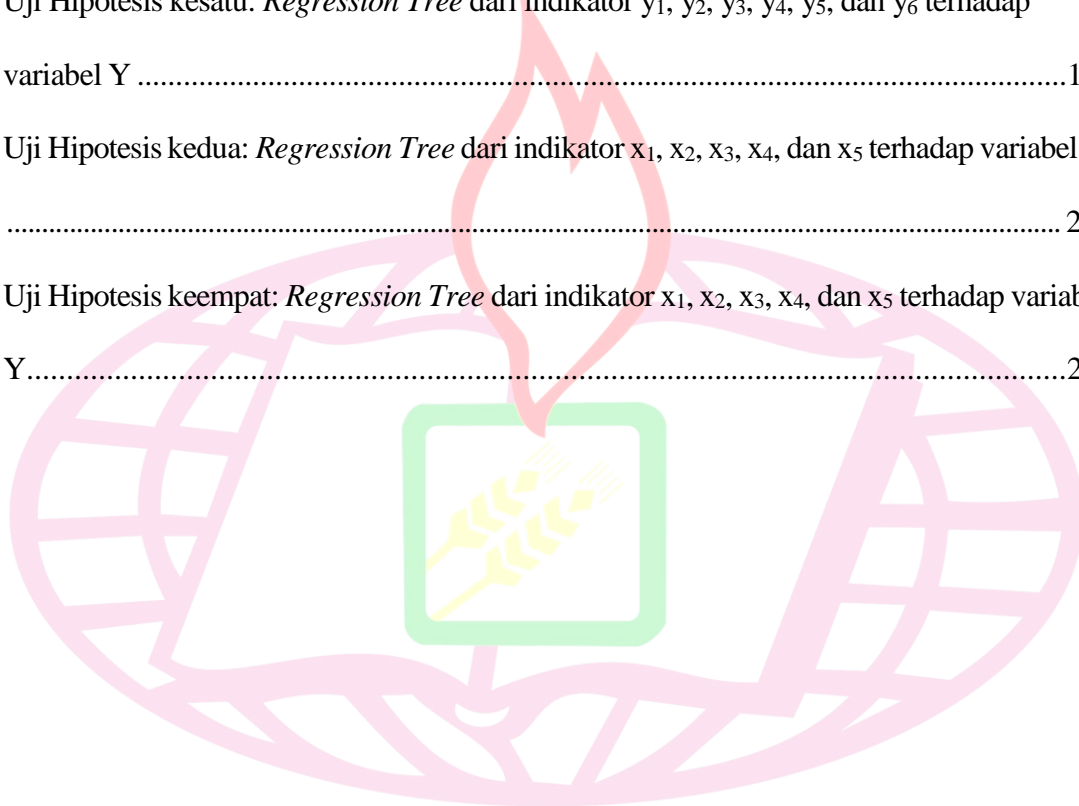 Uji Hipotesis kesatu: Regression Tree dari indikator y₁, y₂, y₃, y₄, y₅, dan y₆ terhadap
variabel Y ....................................................................................................................1
Uji Hipotesis kedua: Regression Tree dari indikator x₁, x₂, x₃, x₄, dan x₅ terhadap variabel
.................................................................................................................................... 2
Uji Hipotesis keempat: Regression Tree dari indikator x₁, x₂, x₃, x₄, dan x₅ terhadap variab
Y.................................................................................................................................2